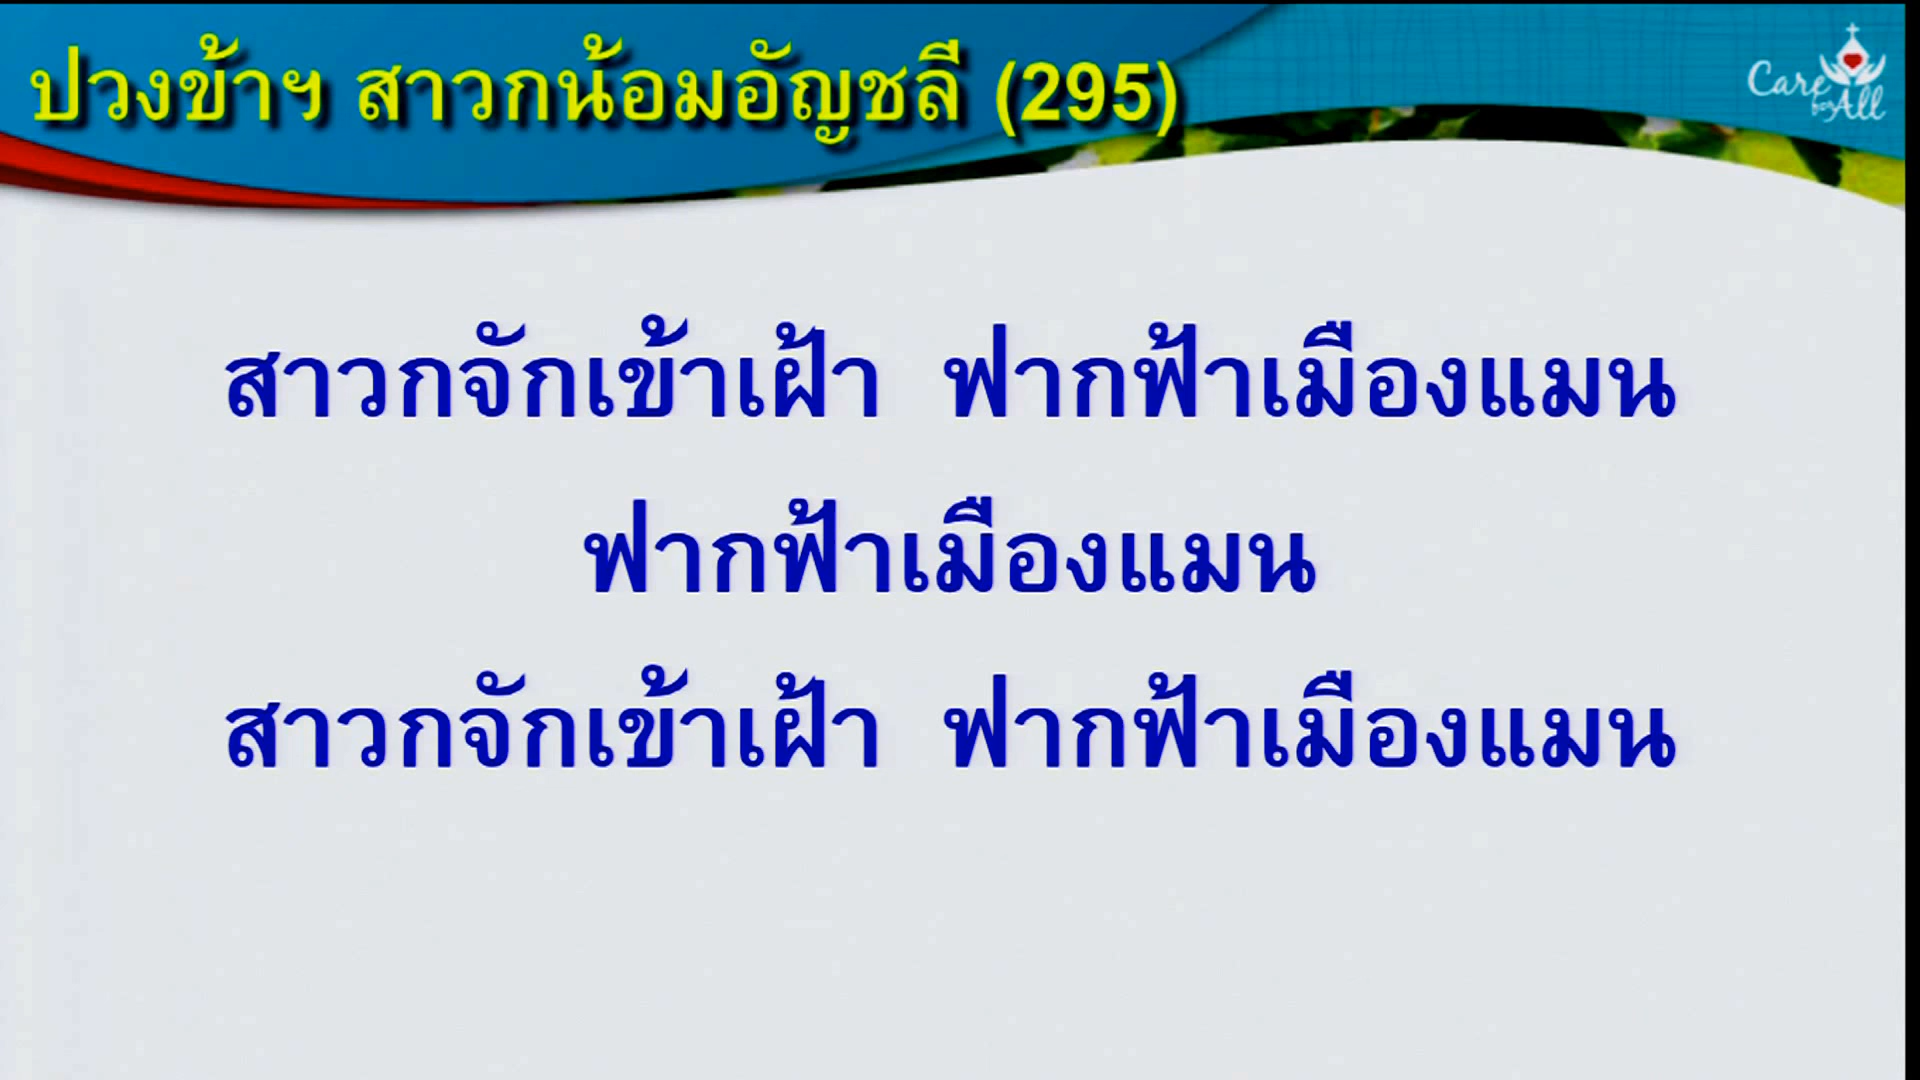 ปวงข้าฯ สาวกน้อมอัญชลี (295)
Care for All
สาวกจักเข้าเฝ้า ฟากฟ้าเมืองแมน
ฟากฟ้าเมืองแมน
สาวกจักเข้าเฝ้า ฟากฟ้าเมืองแมน